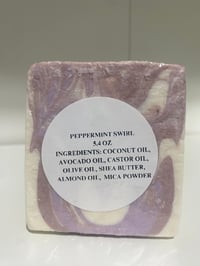 PEPPERMINT SWIRL
5.4 OZ
INGREDIENTS: COCONUT OIL,
AVOCADO OIL, CASTOR OIL,
OLIVE OIL, SHEA BUTTER,
ALMOND OIL, MICA POWDER